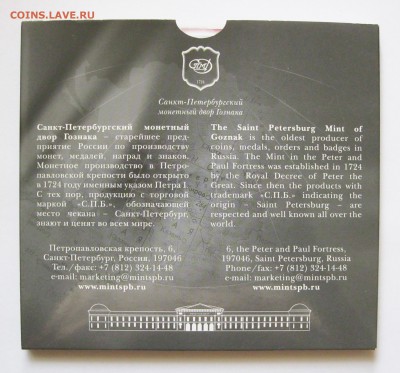 COINS.LAVE.RU
1724
Санкт-Петербургский
монетный двор Гознака
Санкт-Петербургский монетный
двор Гознака – старейшее пред-
приятие России по производству
монет, медалей, наград и знаков.
Монетное производство в Петро-
павловской крепости было открыто
в 1724 году именным указом Петра I.
С тех пор, продукцию с торговой
маркой «С.П.Б.», обозначающей
место чекана – Санкт-Петербург,
знают и ценят во всем мире.
Петропавловская крепость, 6,
Санкт-Петербург, Россия, 197046
Тел./факс: +7 (812) 324-14-48
e-mail: marketing@mintspb.ru
www.mintspb.ru
The Saint Petersburg Mint of
Goznak is the oldest producer of
coins, medals, orders and badges in
Russia. The Mint in the Peter and
Paul Fortress was established in 1724
by the Royal Decree of Peter the
Great. Since then the products with
trademark «С.П.Б.» indicating the
origin – Saint Petersburg – are
respected and well known all over the
world.
6, the Peter and Paul Fortress,
197046, Saint Petersburg, Russia
Phone/fax: +7 (812) 324-14-48
e-mail: marketing@mintspb.ru
www.mintspb.ru